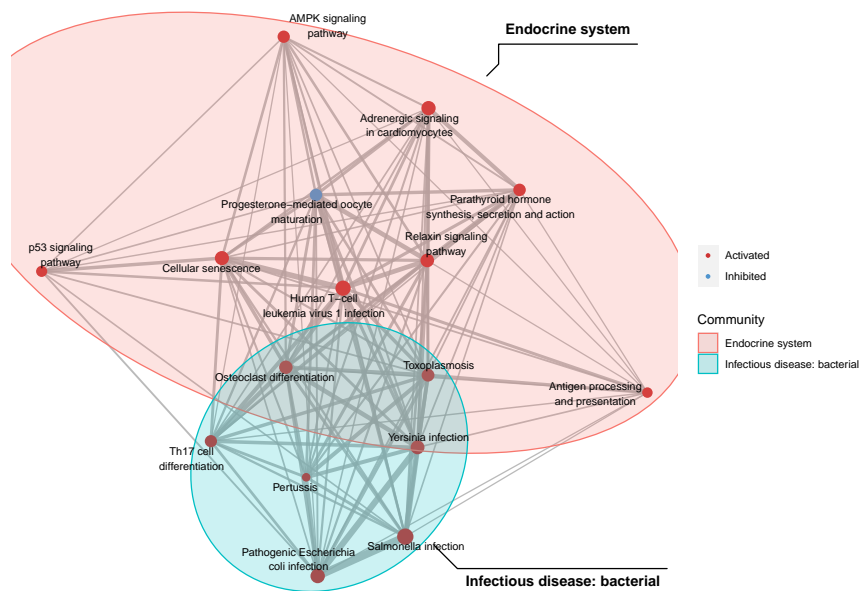 AMPK signaling
pathway
Endocrine system
Adrenergic signaling
in cardiomyocytes
Progesterone−mediated oocyte
maturation
Parathyroid hormone
synthesis, secretion and action
p53 signaling
pathway
Cellular senescence
Relaxin signaling
pathway
Human T−cell
leukemia virus 1 infection
Activated
Inhibited
Community
Endocrine system
Infectious disease: bacterial
Osteoclast differentiation
Toxoplasmosis
Antigen processing
and presentation
Th17 cell
differentiation
Yersinia infection
Pertussis
Pathogenic Escherichia
coli infection
Salmonella infection
Infectious disease: bacterial